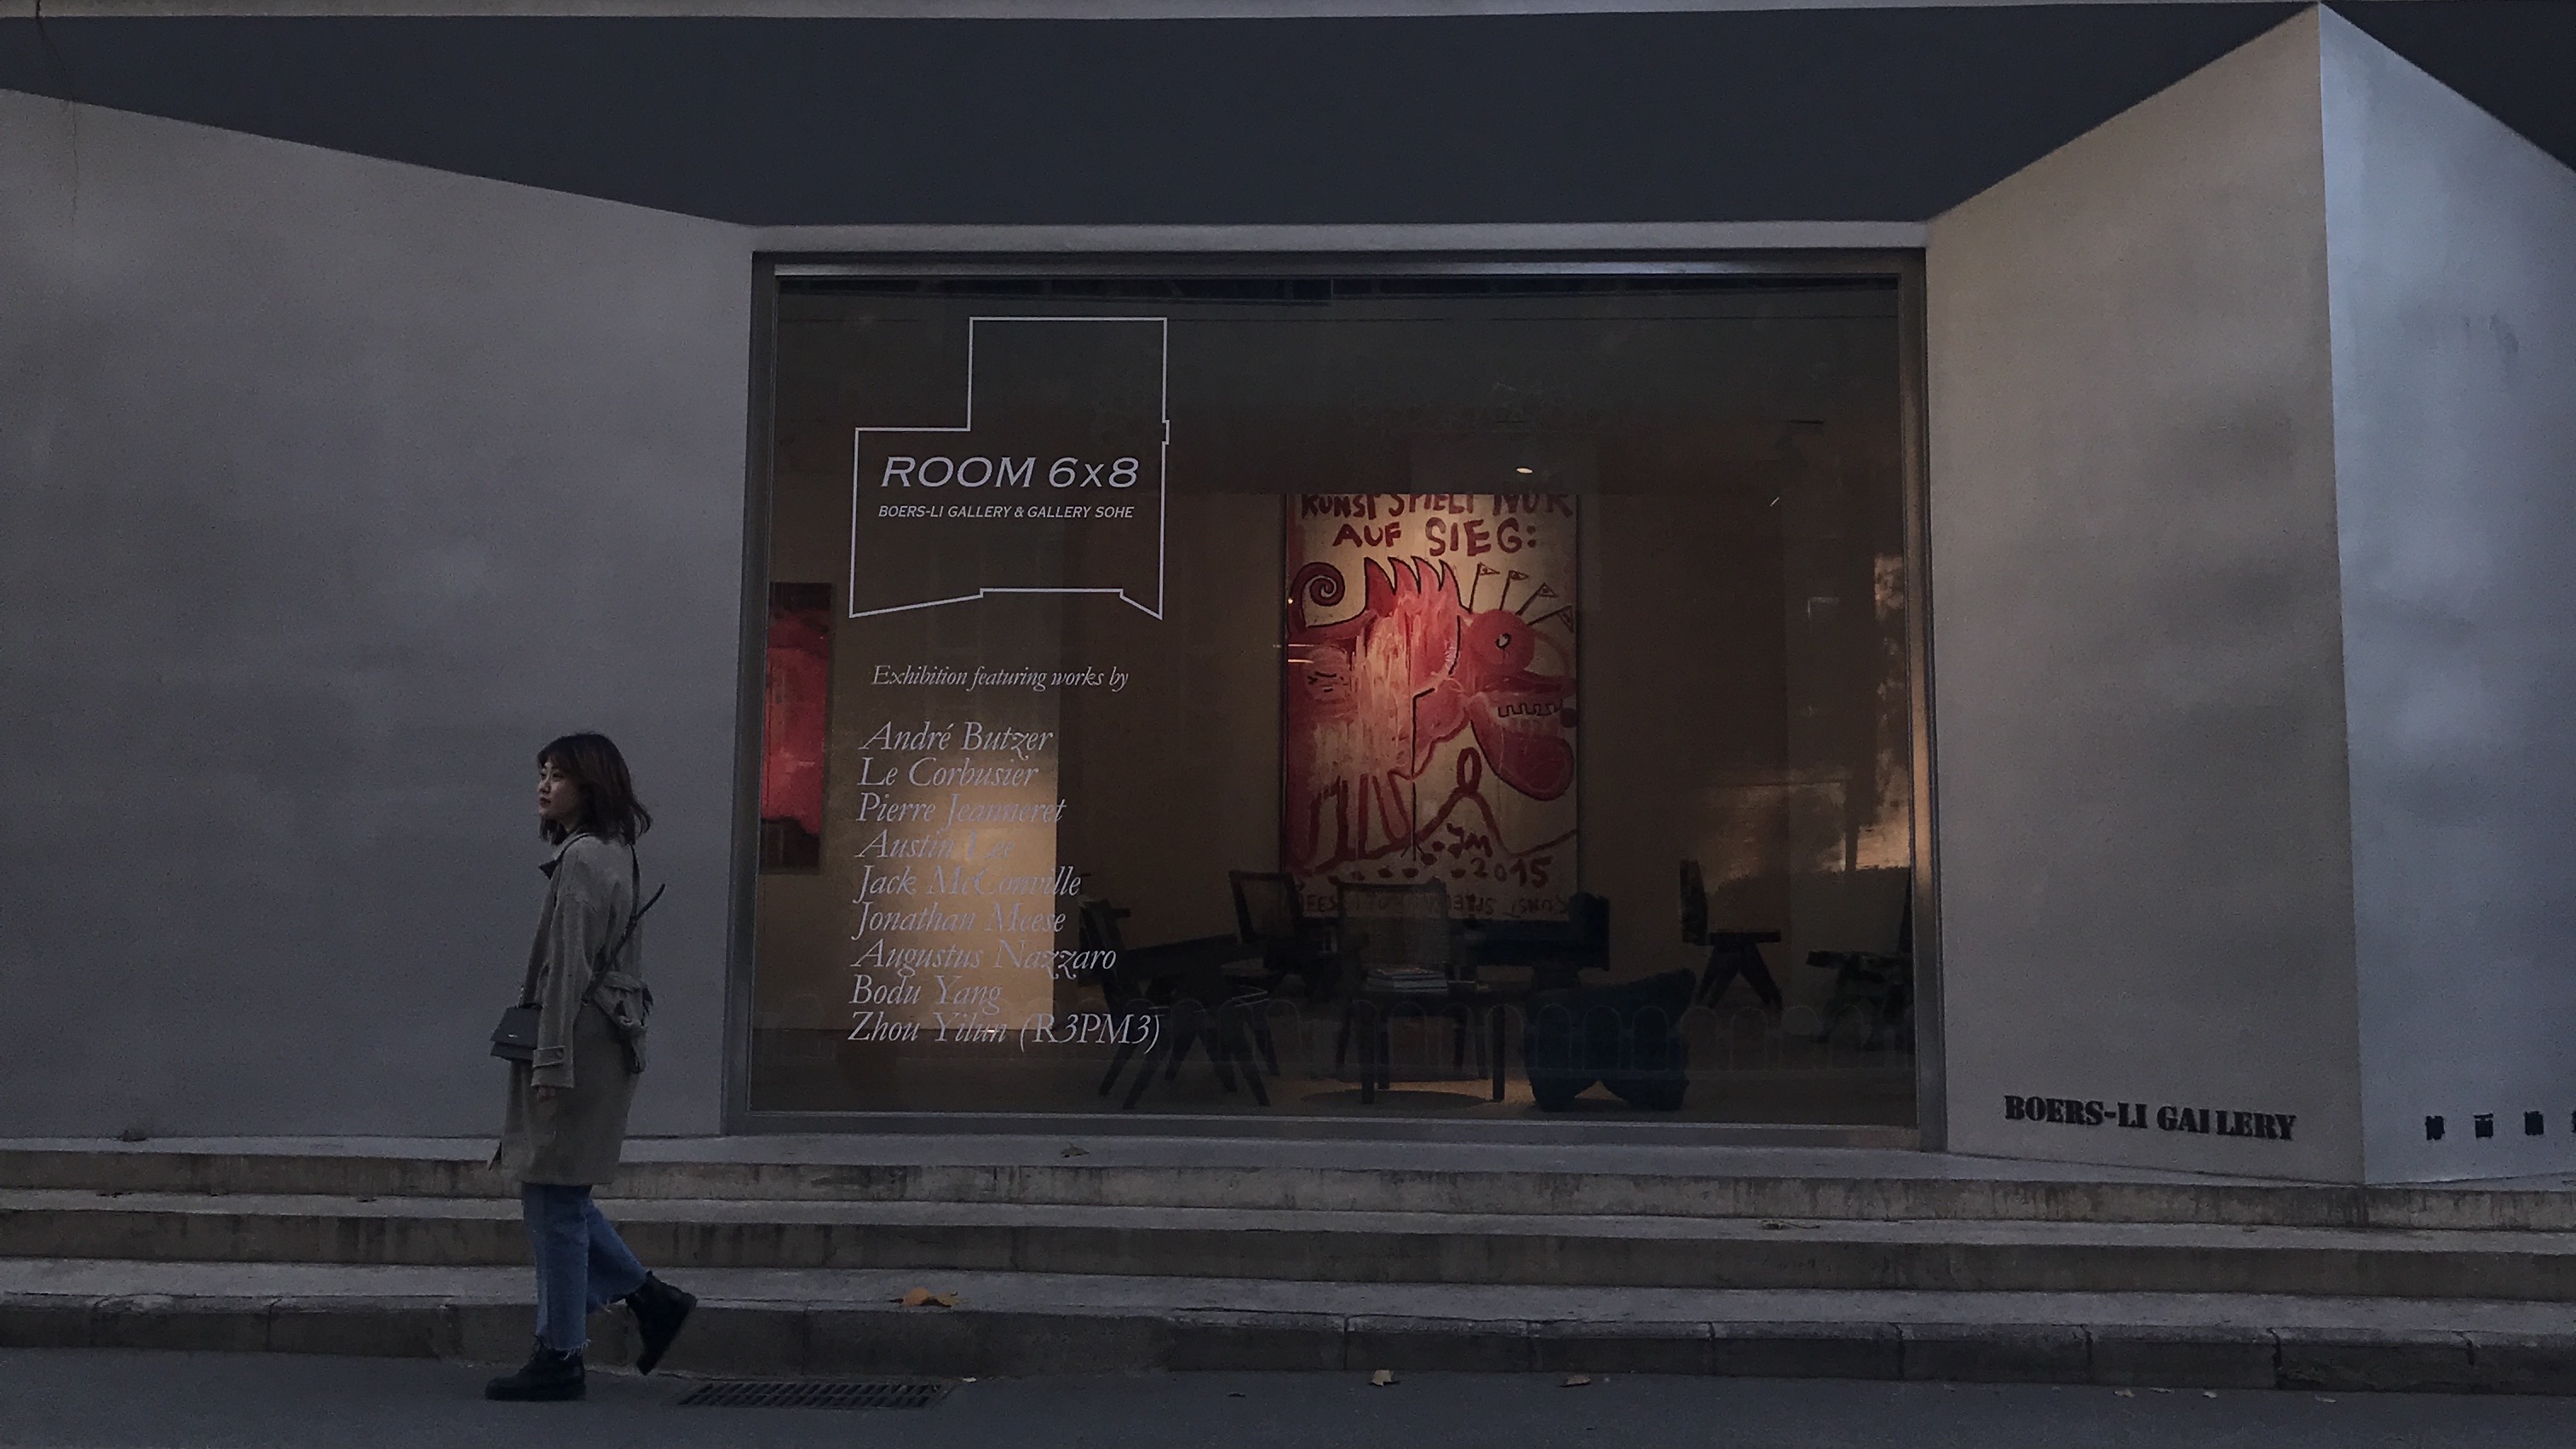 ROOM 6x8
BOERS-LI GALLERY & GALLERY SOHE
Exhibition featuring works by
André Butzer
Le Corbusier
Pierre Jeanneret
Austin Lee
Jack McConville
Jonathan Meese
Augustus Nazzaro
Bodu Yang
Zhou Yilun (R3PM3)
KUNST SPIELT NUR
AUF SIEG:
JM
2015
BOERS-LI GALLERY